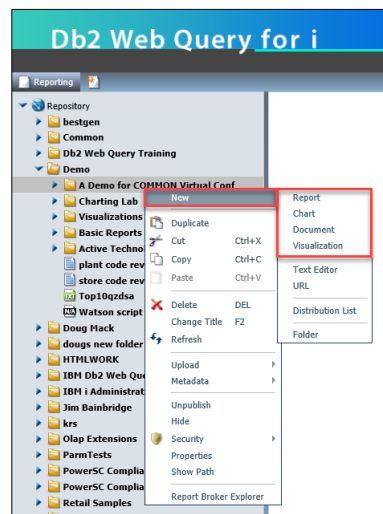 Db2 Web Query for i
Reporting
Repository
bestgen
Common
Db2 Web Query Training
Demo
A Demo for COMMON Virtual Conf
Charting Lab
Visualizations
Basic Reports
Active Techno
plant code rev
store code rev
Top10qzdsa
Watson script
Doug Mack
dougs new folder
HTMLWORK
IBM Db2 Web Que
IBM i Administrat
Jim Bainbridge
krs
Olap Extensions
ParmTests
PowerSC Complia
PowerSC Complia
Retail Samples
New
Duplicate
Cut Ctrl+X
Copy Ctrl+C
Paste Ctrl+V
Delete DEL
Change Title F2
Refresh
Upload
Metadata
Unpublish
Hide
Security
Properties
Show Path
Report Broker Explorer
Report
Chart
Document
Visualization
Text Editor
URL
Distribution List
Folder